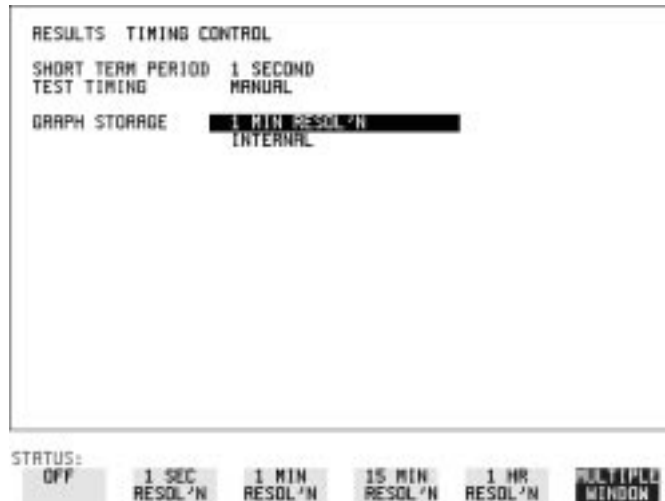 RESULTS TIMING CONTROL
SHORT TERM PERIOD 1 SECOND
TEST TIMING MANUAL
GRAPH STORAGE 1 MIN RESOL'N
INTERNAL
STATUS:
OFF 1 SEC RESOL'N 1 MIN RESOL'N 15 MIN RESOL'N 1 HR RESOL'N MULTIPLE WINDOW